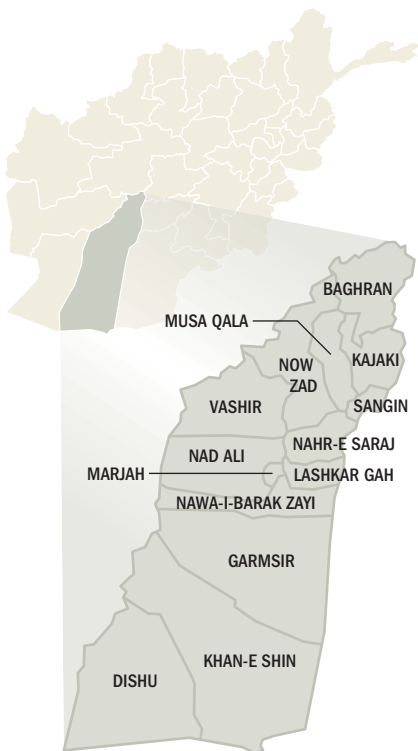 BAGHRAN
MUSA QALA
KAJAKI
NOW
ZAD
SANGIN
VASHIR
NAHR-E SARAJ
NAD ALI
MARJAH
LASHKAR GAH
NAWA-I-BARAK ZAYI
GARMSIR
KHAN-E SHIN
DISHU